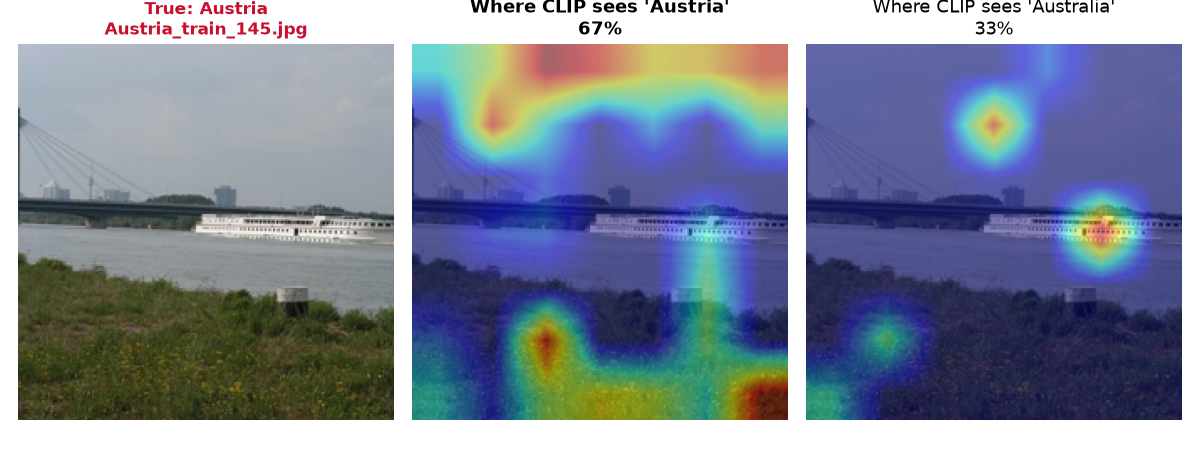 True: Austria
Austria_train_145.jpg
Where CLIP sees 'Austria'
67%
Where CLIP sees 'Australia'
33%